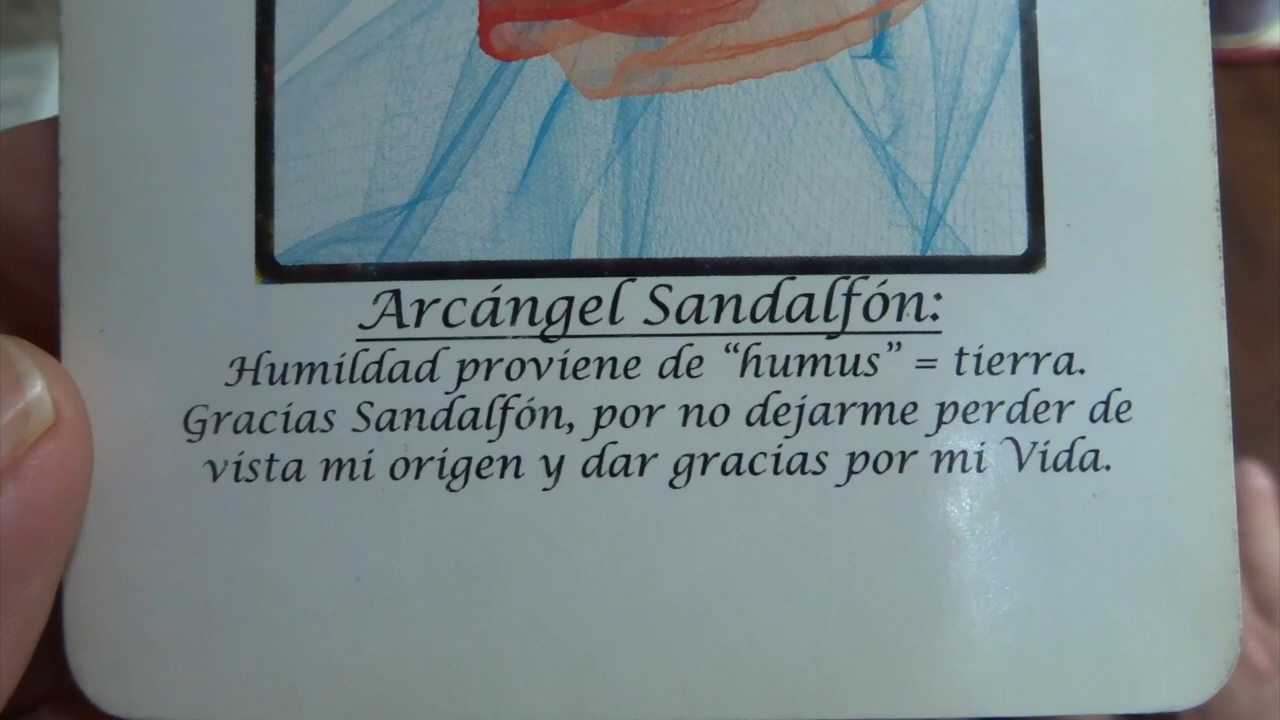 Arcángel Sandalfón:
Humildad proviene de “humus” = tierra.
Gracias Sandalfón, por no dejarme perder de
vista mi origen y dar gracias por mi Vida.